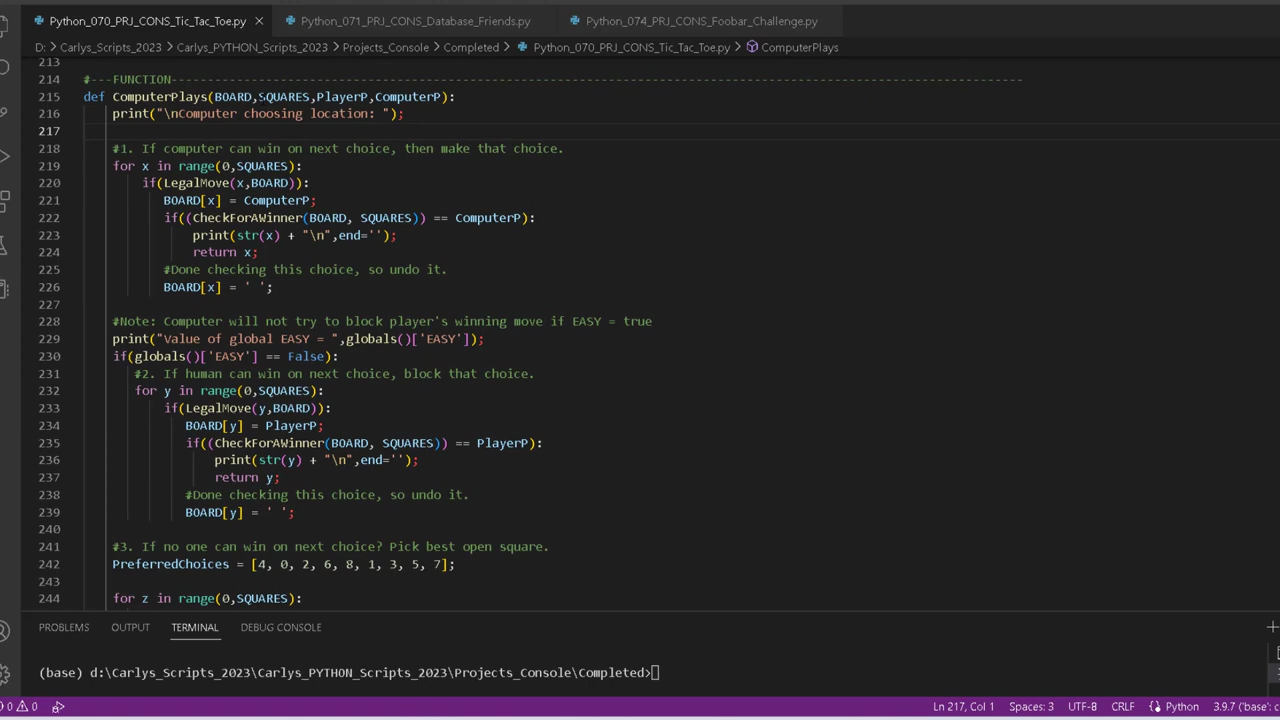 Python_070_PRJ_CONS_Tic_Tac_Toe.py Python_071_PRJ_CONS_Database_Friends.py Python_074_PRJ_CONS_Foobar_Challenge.py
D: > Carlys_Scripts_2023 > Carlys_PYTHON_Scripts_2023 > Projects_Console > Completed > Python_070_PRJ_CONS_Tic_Tac_Toe.py > ComputerPlays
213
214 #---FUNCTION---------------------------------------------------------------------------------------------------------------------
215 def ComputerPlays(BOARD,SQUARES,PlayerP,ComputerP):
216 print("\nComputer choosing location: ");
217
218 #1. If computer can win on next choice, then make that choice.
219 for x in range(0,SQUARES):
220 if(LegalMove(x,BOARD)):
221 BOARD[x] = ComputerP;
222 if((CheckForAWinner(BOARD, SQUARES)) == ComputerP):
223 print(str(x) + "\n",end='');
224 return x;
225 #Done checking this choice, so undo it.
226 BOARD[x] = ' ';
227
228 #Note: Computer will not try to block player's winning move if EASY = true
229 print("Value of global EASY = ",globals()['EASY']);
230 if(globals()['EASY'] == False):
231 #2. If human can win on next choice, block that choice.
232 for y in range(0,SQUARES):
233 if(LegalMove(y,BOARD)):
234 BOARD[y] = PlayerP;
235 if((CheckForAWinner(BOARD, SQUARES)) == PlayerP):
236 print(str(y) + "\n",end='');
237 return y;
238 #Done checking this choice, so undo it.
239 BOARD[y] = ' ';
240
241 #3. If no one can win on next choice? Pick best open square.
242 PreferredChoices = [4, 0, 2, 6, 8, 1, 3, 5, 7];
243
244 for z in range(0,SQUARES):
PROBLEMS OUTPUT TERMINAL DEBUG CONSOLE
(base) d:\Carlys_Scripts_2023\Carlys_PYTHON_Scripts_2023\Projects_Console\Completed>
0 0 Ln 217, Col 1 Spaces: 3 UTF-8 CRLF Python 3.9.7 ('base': c